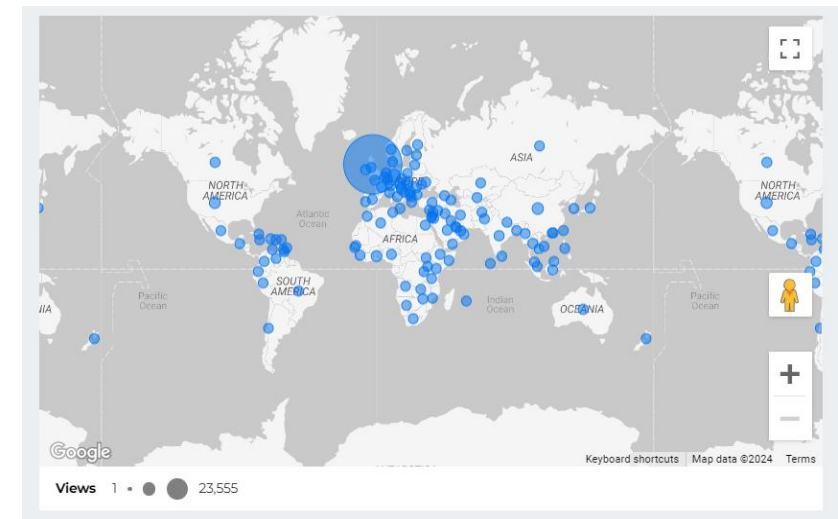 ASIA
NORTH
AMERICA
NORTH
AMERICA
Atlantic
Ocean
AFRICA
SOUTH
AMERICA
Pacific
Ocean
Indian
Ocean
OCEANIA
Pacific
Ocean
NIA
Google
Keyboard shortcuts Map data ©2024 Terms
Views 1 23,555